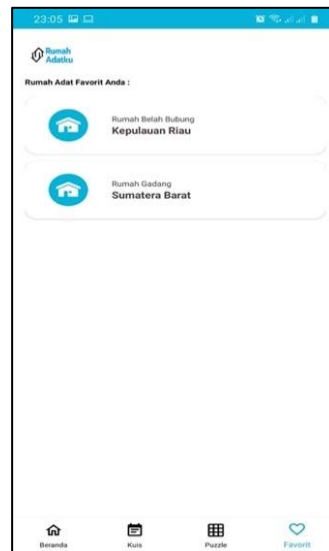 23:05
Rumah
Adatku
Rumah Adat Favorit Anda :
Rumah Belah Bubung
Kepulauan Riau
Rumah Gadang
Sumatera Barat
Beranda Kuis Puzzle Favorit